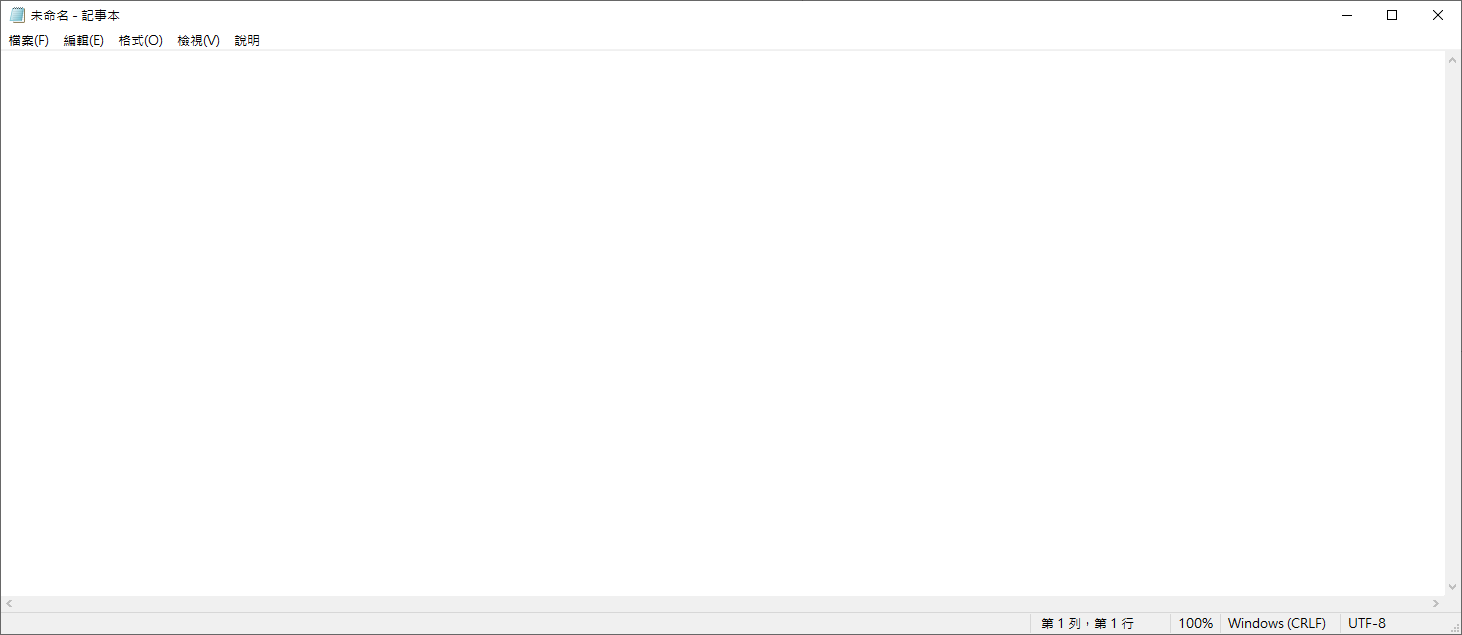 未命名 - 記事本
檔案(F) 編輯(E) 格式(O) 檢視(V) 說明
第 1 列，第 1 行 100% Windows (CRLF) UTF-8